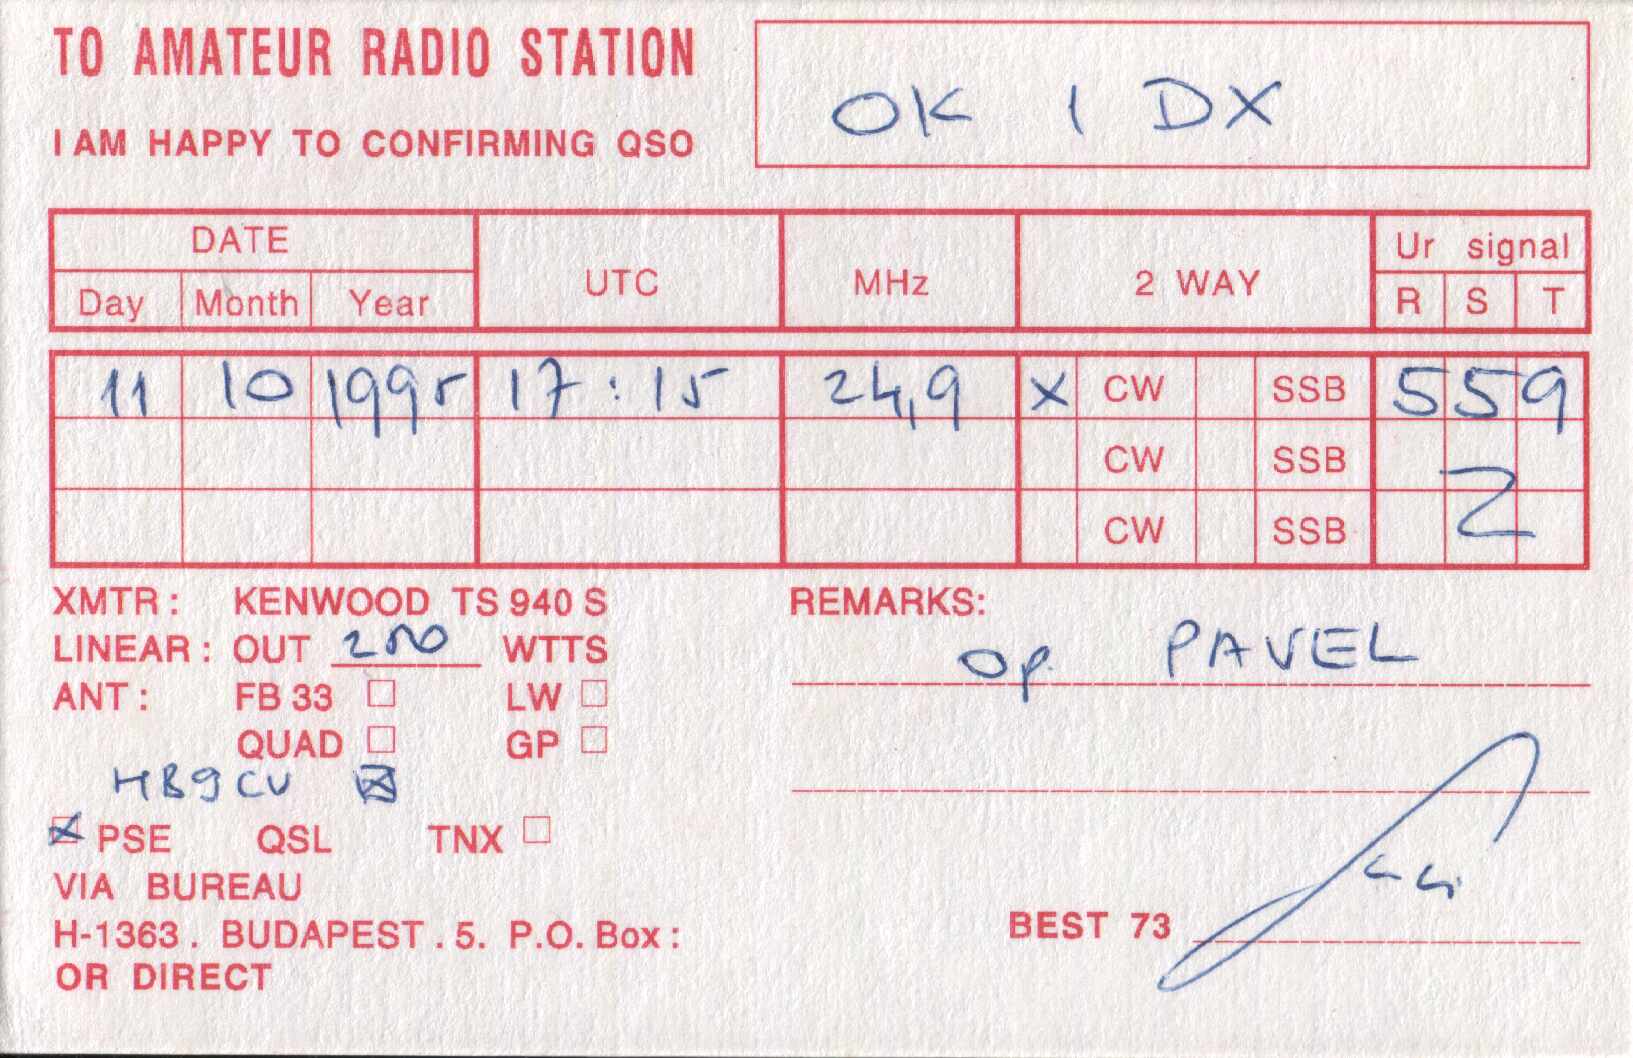 TO AMATEUR RADIO STATION
OK 1 DX
I AM HAPPY TO CONFIRMING QSO
DATE UTC MHz 2 WAY Ur signal
Day Month Year R S T
11 10 1995 17:15 24,9 X CW SSB 559
CW SSB
CW SSB
XMTR: KENWOOD TS 940 S REMARKS:
LINEAR: OUT 200 WTTS Op. PAVEL
ANT: FB 33 LW
QUAD GP
HB9CV
PSE QSL TNX
VIA BUREAU
BEST 73
H-1363. BUDAPEST. 5. P.O. Box:
OR DIRECT